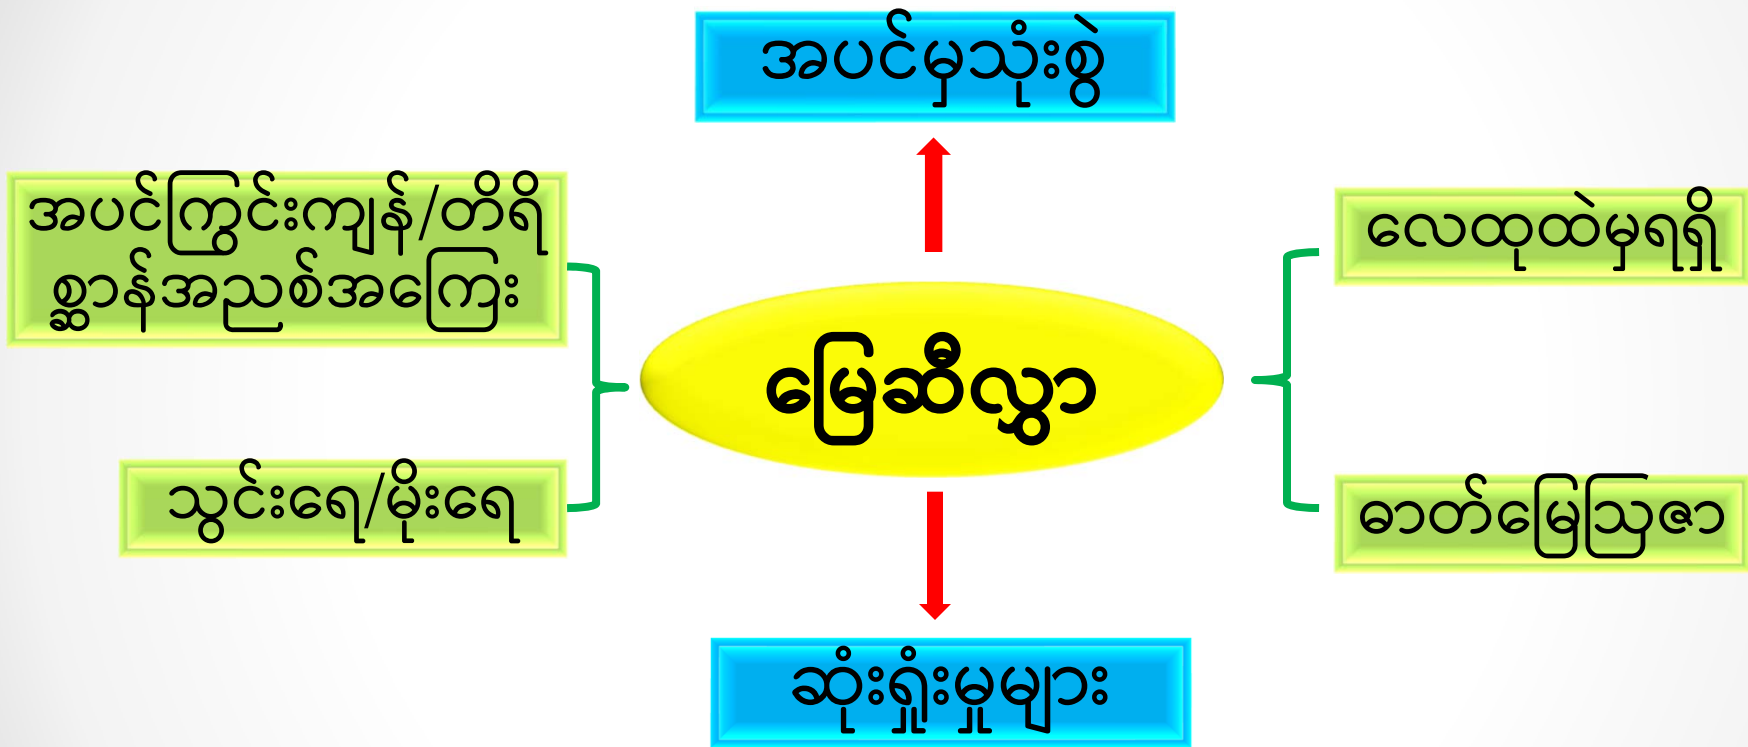 အပင်မှသုံးစွဲ
အပင်ကြွင်းကျန်/တိရိ
စ္ဆာန်အညစ်အကြေး
လေထုထဲမှရရှိ
မြေဆီလွှာ
သွင်းရေ/မိုးရေ
ဓာတ်မြေသြဇာ
ဆုံးရှုံးမှုများ